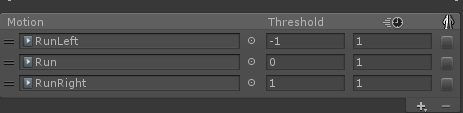 Motion Threshold
RunLeft -1 1
Run 0 1
RunRight 1 1